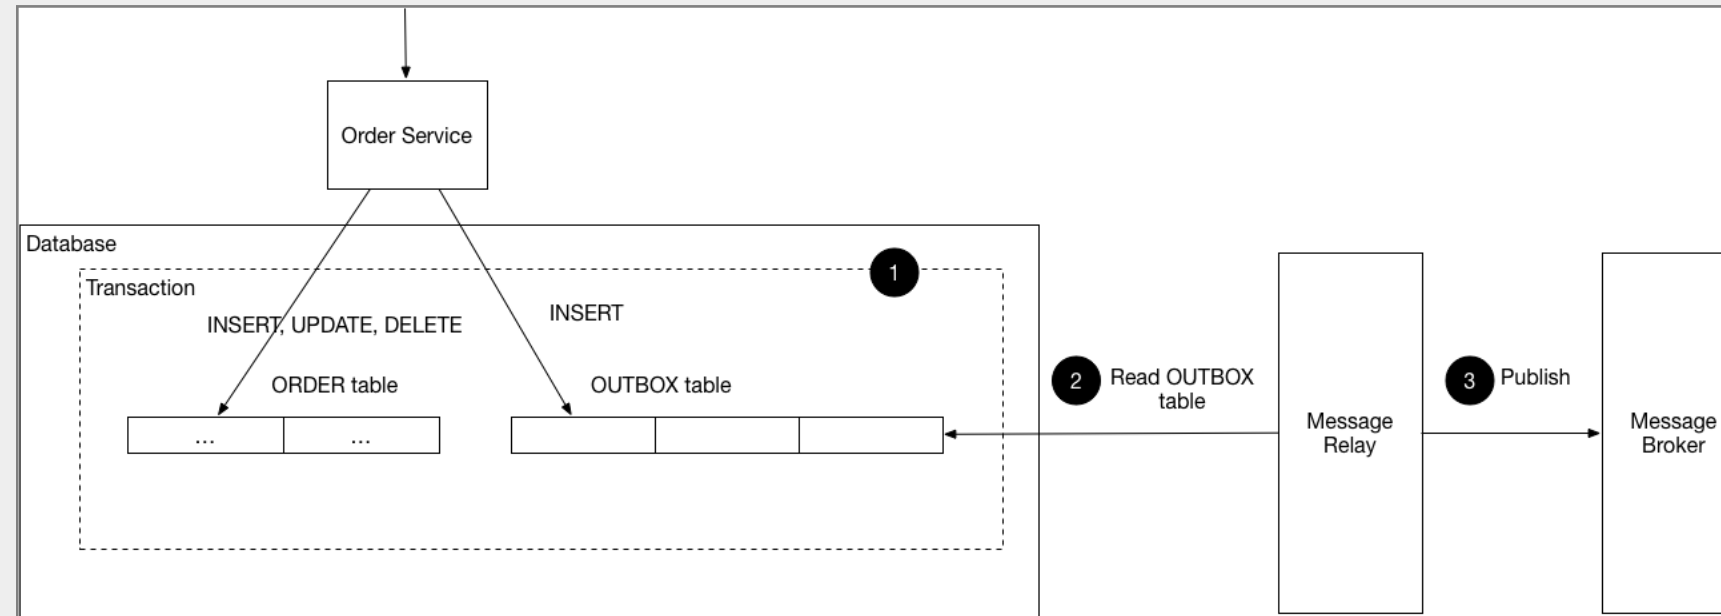 Order Service
Database
Transaction
1
INSERT, UPDATE, DELETE
INSERT
ORDER table
OUTBOX table
...
...
2
Read OUTBOX
table
3
Publish
Message
Relay
Message
Broker